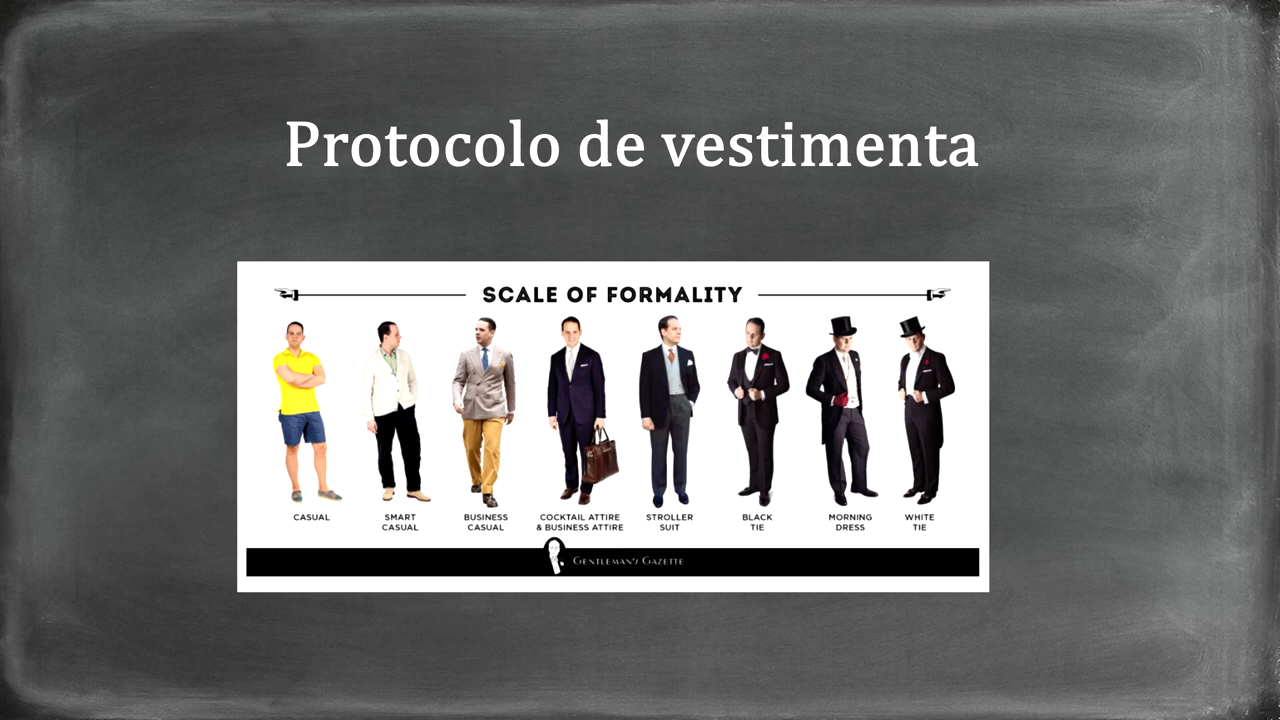 Protocolo de vestimenta
SCALE OF FORMALITY
CASUAL
SMART
CASUAL
BUSINESS
CASUAL
COCKTAIL ATTIRE
& BUSINESS ATTIRE
STROLLER
SUIT
BLACK
TIE
MORNING
DRESS
WHITE
TIE
GENTLEMAN'S GAZETTE